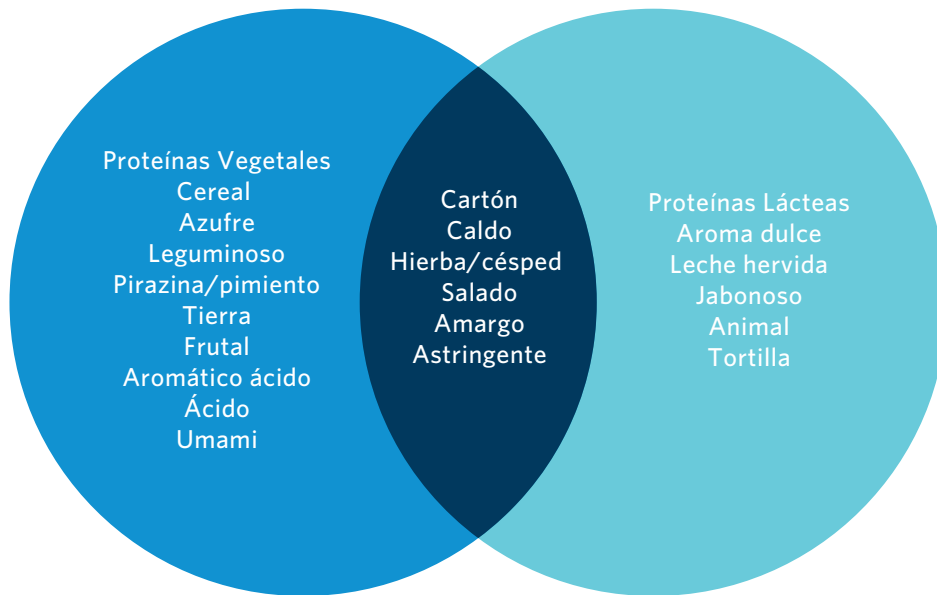 Proteínas Vegetales
Cereal
Azufre
Leguminoso
Pirazina/pimiento
Tierra
Frutal
Aromático ácido
Ácido
Umami
Cartón
Caldo
Hierba/césped
Salado
Amargo
Astringente
Proteínas Lácteas
Aroma dulce
Leche hervida
Jabonoso
Animal
Tortilla